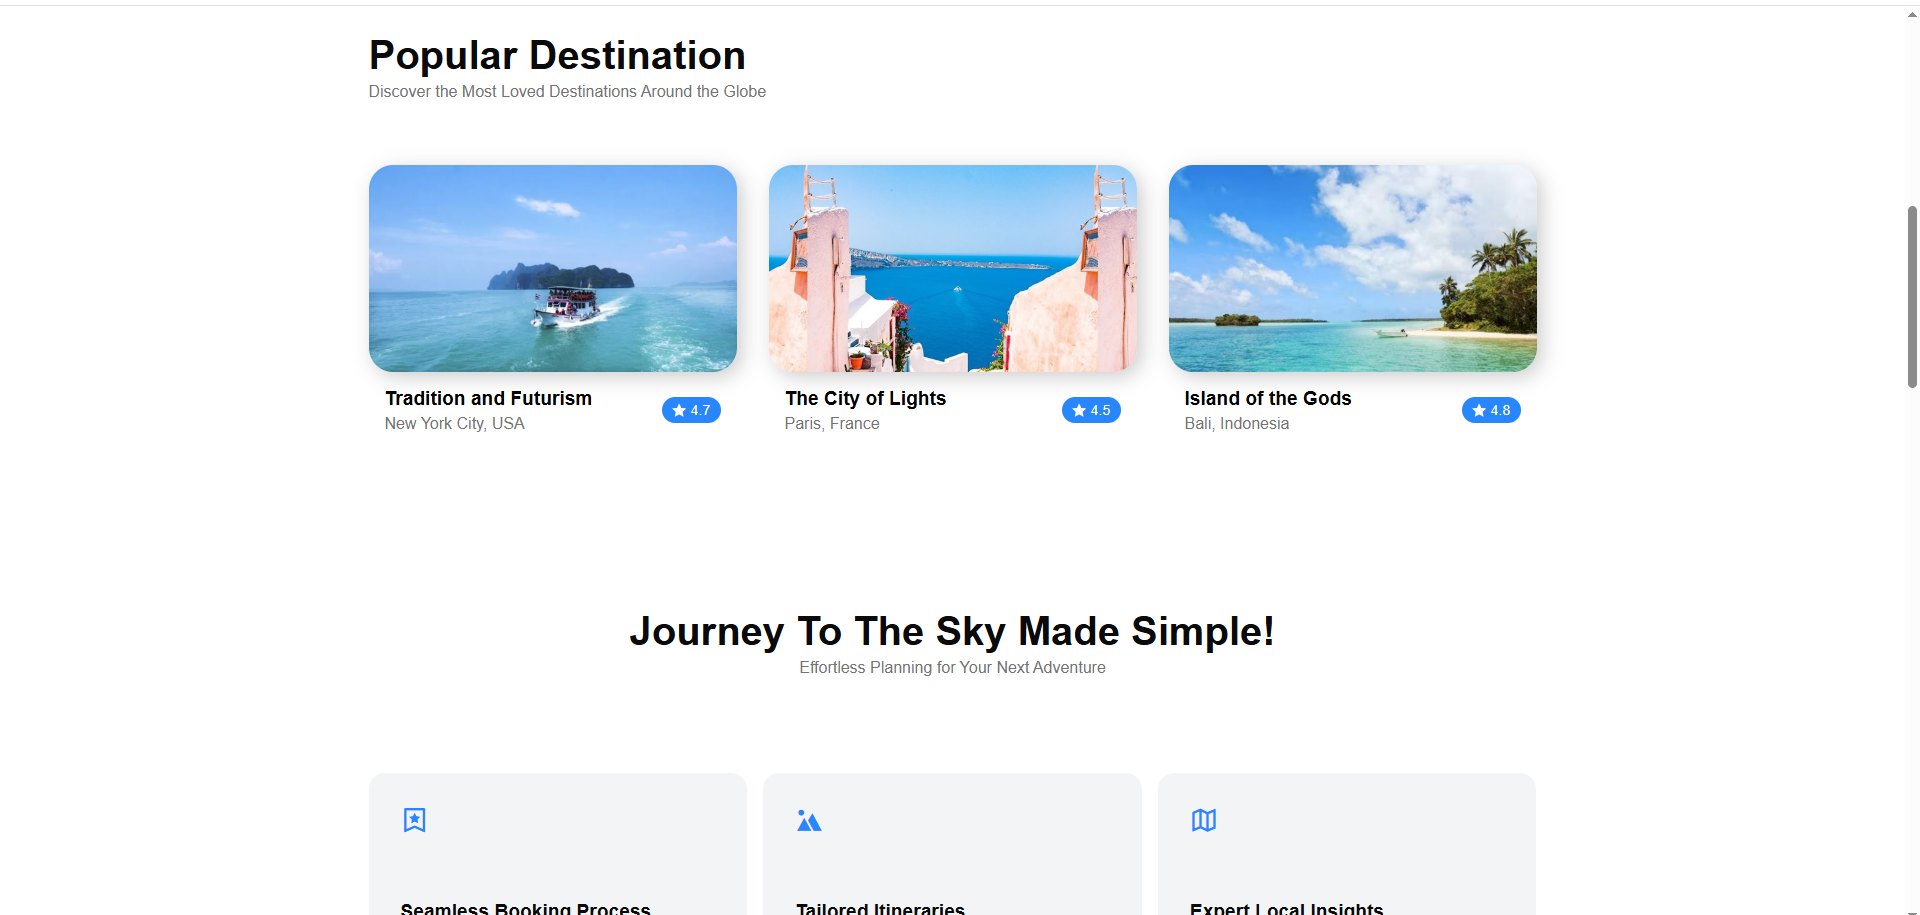 Popular Destination
Discover the Most Loved Destinations Around the Globe
Tradition and Futurism
New York City, USA
4.7
The City of Lights
Paris, France
4.5
Island of the Gods
Bali, Indonesia
4.8
Journey To The Sky Made Simple!
Effortless Planning for Your Next Adventure
Seamless Booking Process
Tailored Itineraries
Expert Local Insights